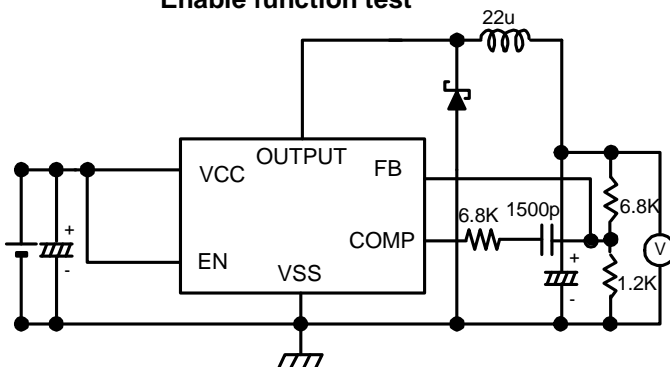 Enable function test
22u
OUTPUT
VCC
FB
6.8K
1500p
6.8K
COMP
V
EN
VSS
1.2K
+
-
+
-